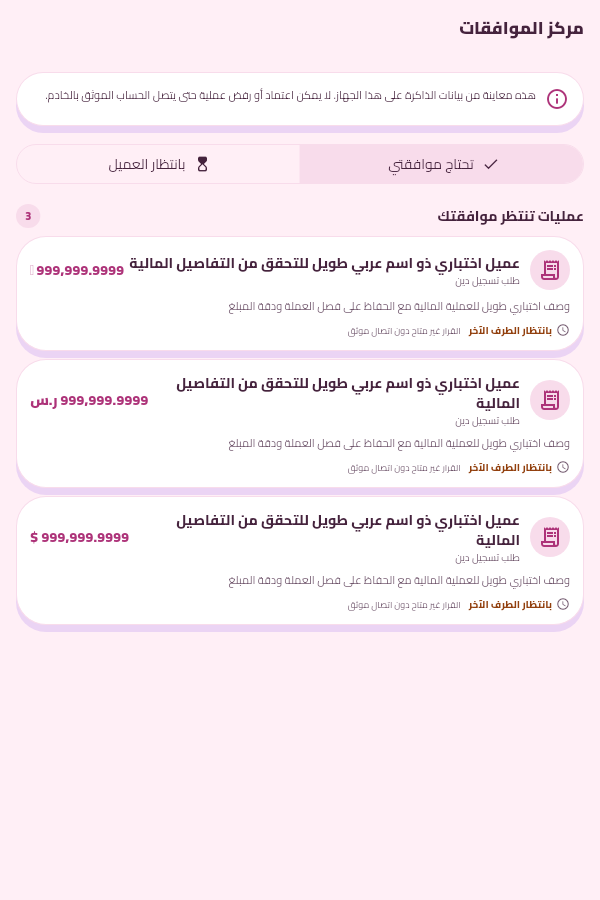 مركز الموافقات
هذه معاينة من بيانات الذاكرة على هذا الجهاز. لا يمكن اعتماد أو رفض عملية حتى يتصل الحساب الموثق بالخادم.
تحتاج موافقتي
بانتظار العميل
عمليات تنتظر موافقتك
3
عميل اختباري ذو اسم عربي طويل للتحقق من التفاصيل المالية
999,999.9999
طلب تسجيل دين
وصف اختباري طويل للعملية المالية مع الحفاظ على فصل العملة ودقة المبلغ
بانتظار الطرف الآخر القرار غير متاح دون اتصال موثق
عميل اختباري ذو اسم عربي طويل للتحقق من التفاصيل
المالية
999,999.9999 ر.س
طلب تسجيل دين
وصف اختباري طويل للعملية المالية مع الحفاظ على فصل العملة ودقة المبلغ
بانتظار الطرف الآخر القرار غير متاح دون اتصال موثق
عميل اختباري ذو اسم عربي طويل للتحقق من التفاصيل
المالية
$ 999,999.9999
طلب تسجيل دين
وصف اختباري طويل للعملية المالية مع الحفاظ على فصل العملة ودقة المبلغ
بانتظار الطرف الآخر القرار غير متاح دون اتصال موثق